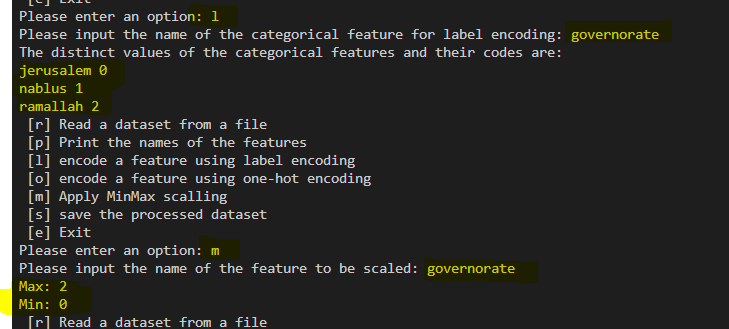 [e] Exit
Please enter an option: l
Please input the name of the categorical feature for label encoding: governorate
The distinct values of the categorical features and their codes are:
jerusalem 0
nablus 1
ramallah 2
[r] Read a dataset from a file
[p] Print the names of the features
[l] encode a feature using label encoding
[o] encode a feature using one-hot encoding
[m] Apply MinMax scalling
[s] save the processed dataset
[e] Exit
Please enter an option: m
Please input the name of the feature to be scaled: governorate
Max: 2
Min: 0
[r] Read a dataset from a file